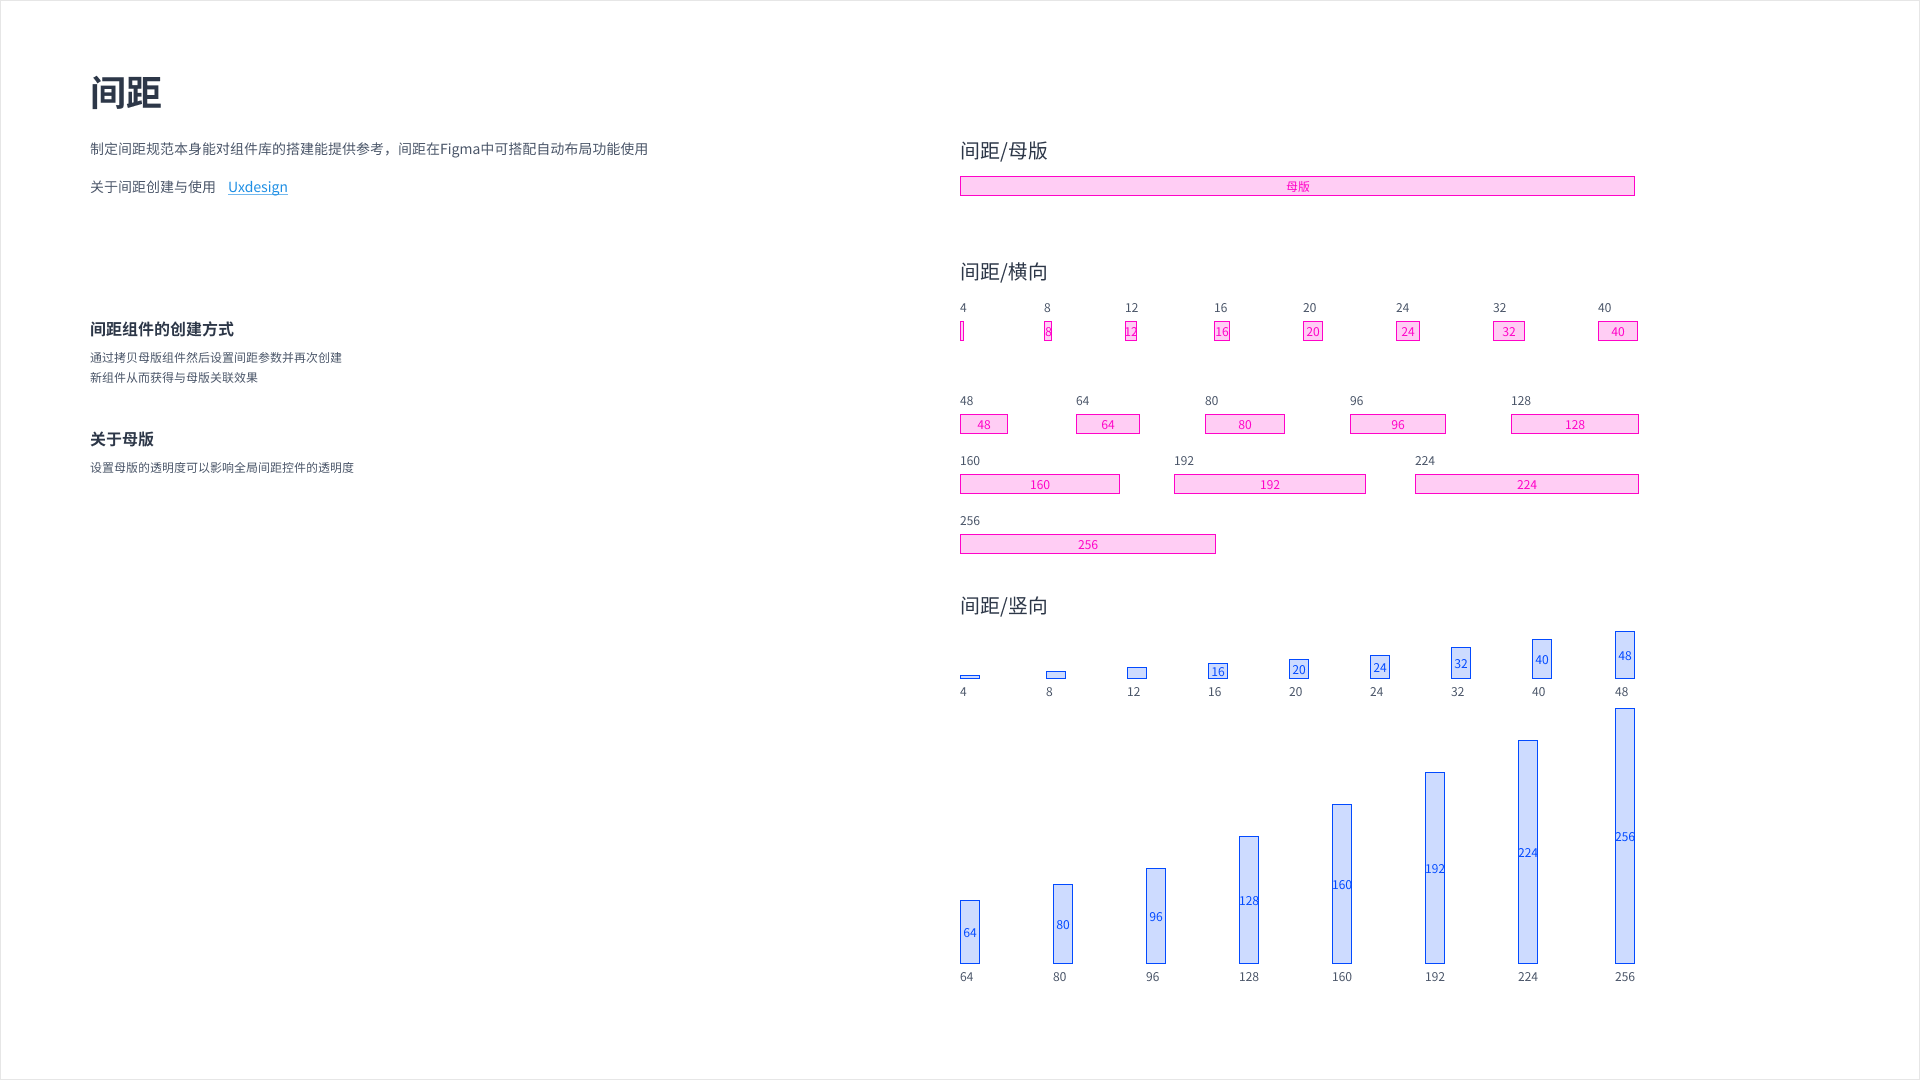 间距
制定间距规范本身能对组件库的搭建能提供参考，间距在Figma中可搭配自动布局功能使用
关于间距创建与使用 Uxdesign
间距组件的创建方式
通过拷贝母版组件然后设置间距参数并再次创建
新组件从而获得与母版关联效果
关于母版
设置母版的透明度可以影响全局间距控件的透明度
间距/母版
母版
间距/横向
4 8 12 16 20 24 32 40
8 12 16 20 24 32 40
48 64 80 96 128
48 64 80 96 128
160 192 224
160 192 224
256
256
间距/竖向
16 20 24 32 40 48
4 8 12 16 20 24 32 40 48
64 80 96 128 160 192 224 256
64 80 96 128 160 192 224 256